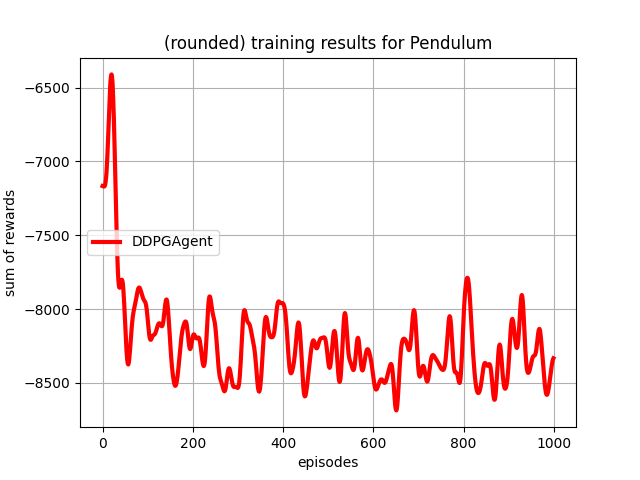 (rounded) training results for Pendulum
−6500
−7000
−7500
−8000
−8500
sum of rewards
DDPGAgent
0
200
400
600
800
1000
episodes